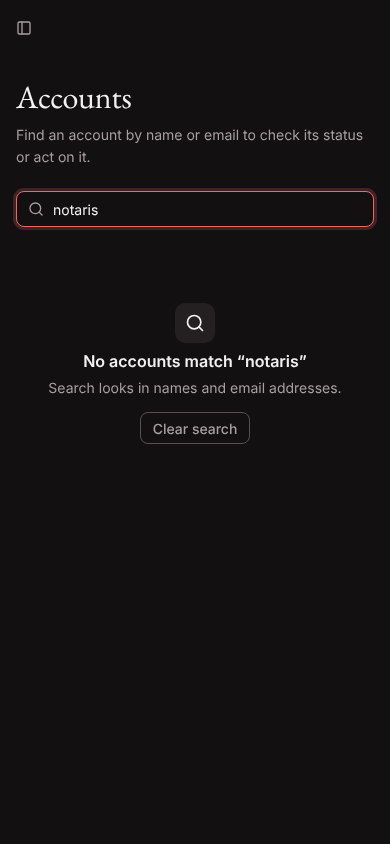 Accounts
Find an account by name or email to check its status
or act on it.
notaris
No accounts match “notaris”
Search looks in names and email addresses.
Clear search